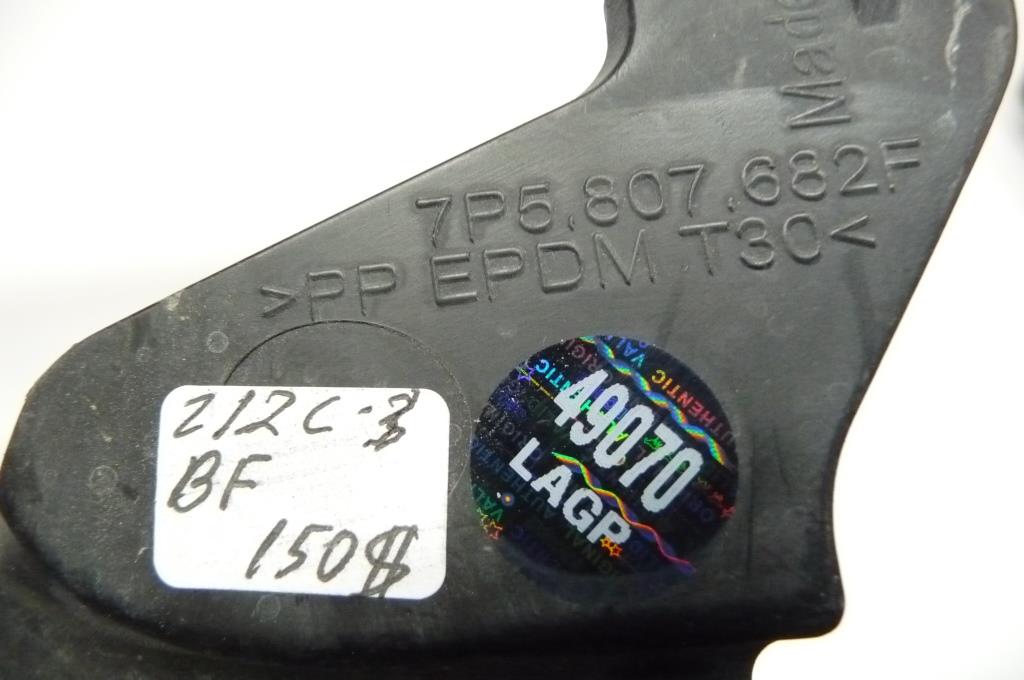 Made
7P5.807.682F
>PP EPDM T30<
212C-3
BF
150$
49070
LAGP